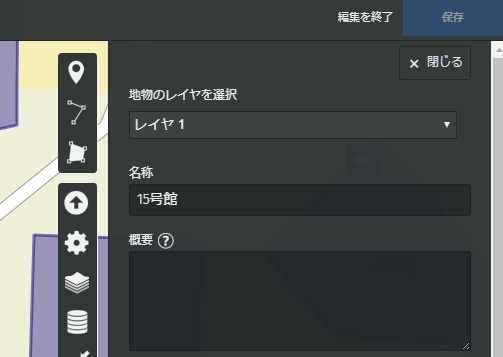 編集を終了
保存
× 閉じる
地物のレイヤを選択
レイヤ 1
名称
15号館
概要 ?